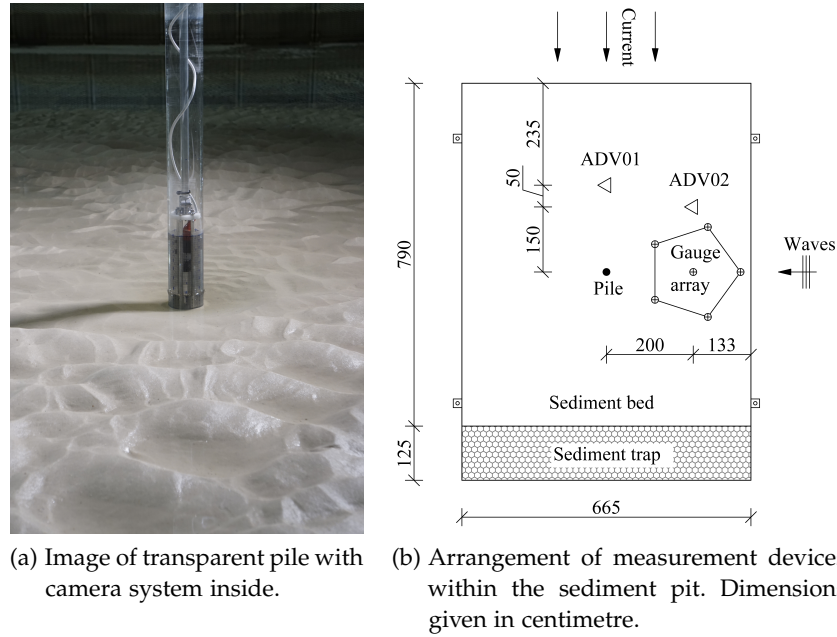 Current
235
ADV01
50
ADV02
150
790
Gauge
array
Waves
Pile
200
133
Sediment bed
125
Sediment trap
665
(a) Image of transparent pile with
camera system inside.
(b) Arrangement of measurement device
within the sediment pit. Dimension
given in centimetre.